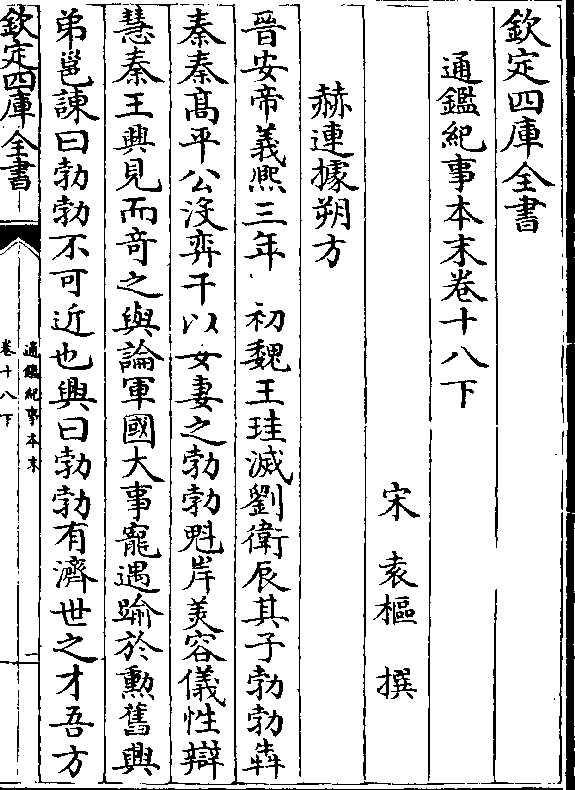 欽定四庫全書
通鑑紀事本末卷十八下
宋 袁樞 撰
赫連據朔方
晉安帝義熙三年 初魏王珪滅劉衛辰其子勃勃犇
秦秦髙平公沒弈干以女妻之勃勃魁岸美容儀性辯
慧秦王興見而竒之與論軍國大事寵遇踰於勲舊興
弟邕諫曰勃勃不可近也興曰勃勃有濟世之才吾方
欽定四庫全書
通鑑紀事本末
卷十八下
一